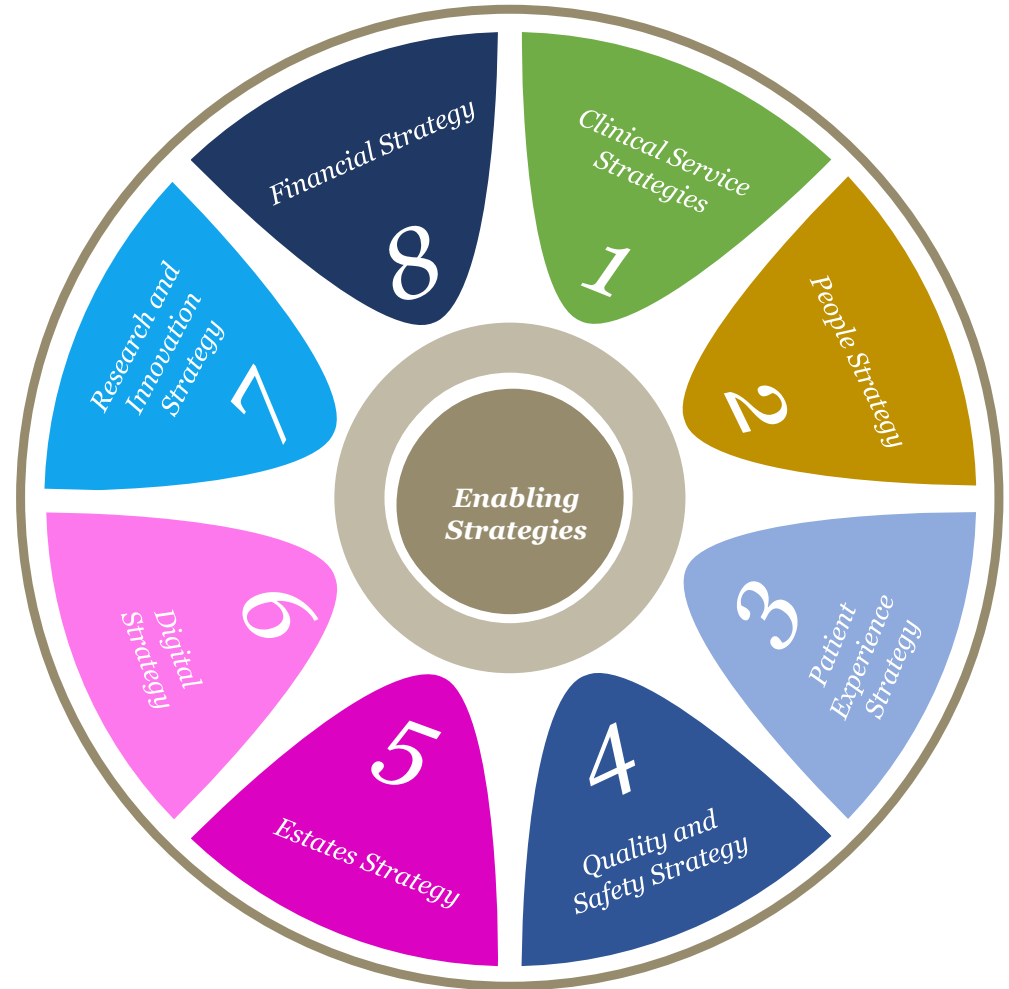 Enabling
Strategies
Clinical Service
Strategies
1
People Strategy
2
Patient
Experience
Strategy
3
4
Quality and
Safety Strategy
5
Estates Strategy
6
Digital
Strategy
Research and
Innovation
Strategy
7
Financial Strategy
8